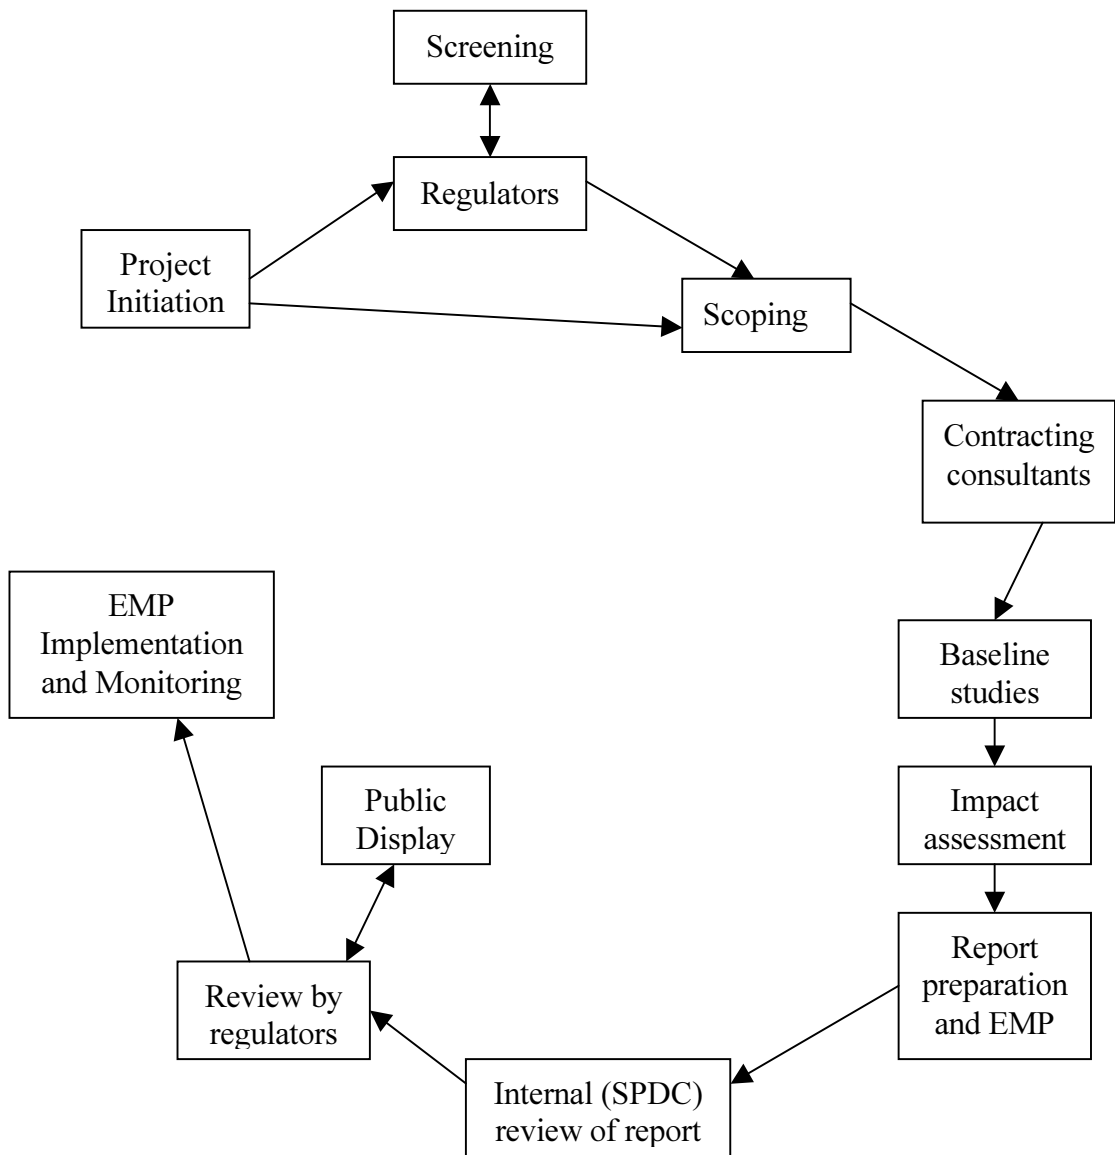 Screening
Regulators
Project
Initiation
Scoping
Contracting
consultants
Baseline
studies
Impact
assessment
Report
preparation
and EMP
Internal (SPDC)
review of report
Review by
regulators
Public
Display
EMP
Implementation
and Monitoring